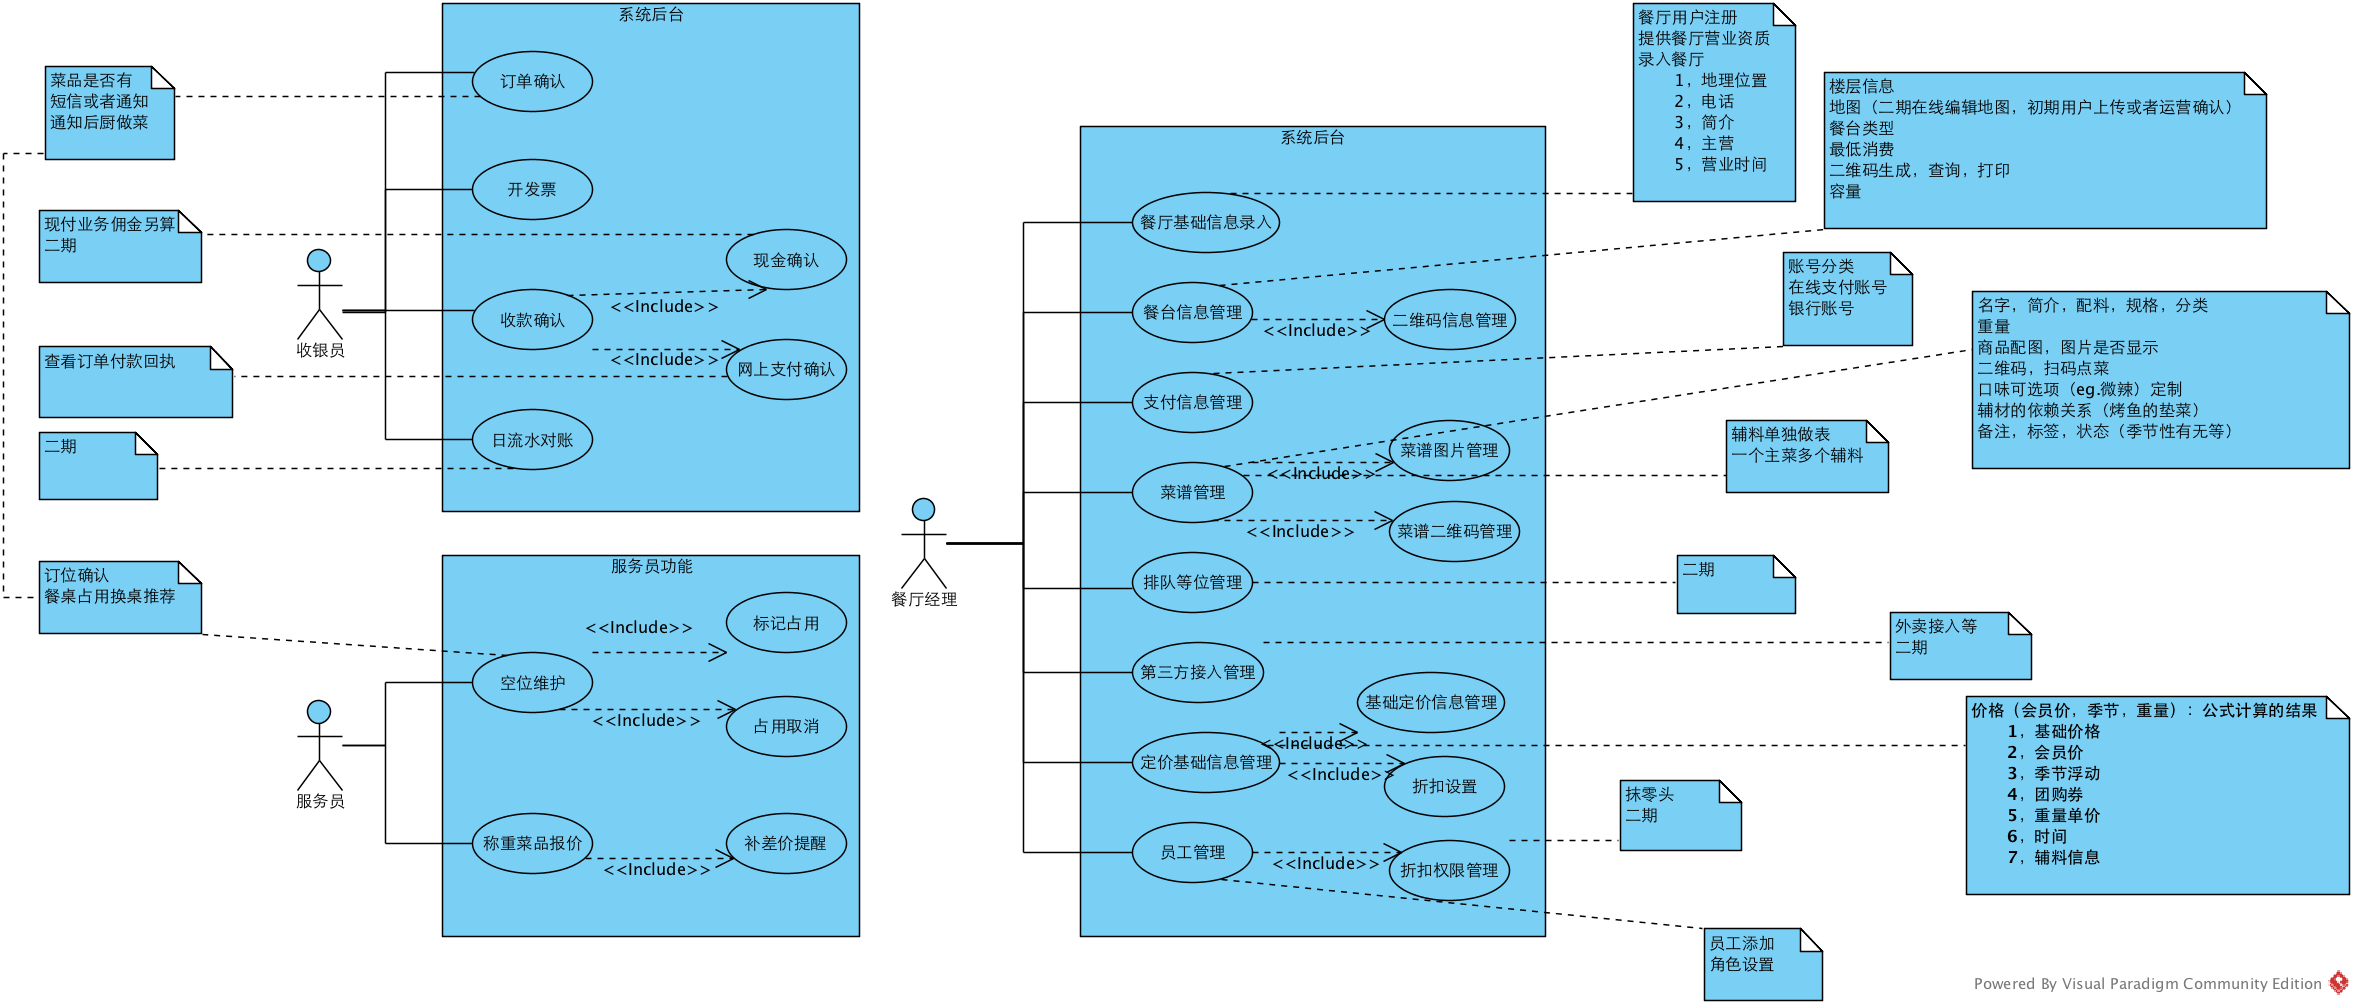 系统后台
订单确认
开发票
现金确认
收款确认
<<Include>>
<<Include>>
网上支付确认
日流水对账
菜品是否有
短信或者通知
通知后厨做菜
现付业务佣金另算
二期
收银员
查看订单付款回执
二期
订位确认
餐桌占用换桌推荐
服务员功能
<<Include>>
标记占用
空位维护
<<Include>>
占用取消
称重菜品报价
<<Include>>
补差价提醒
服务员
系统后台
餐厅基础信息录入
餐台信息管理
<<Include>>
二维码信息管理
支付信息管理
菜谱图片管理
<<Include>>
菜谱管理
<<Include>>
菜谱二维码管理
排队等位管理
第三方接入管理
基础定价信息管理
<<Include>>
定价基础信息管理
<<Include>>
折扣设置
员工管理
<<Include>>
折扣权限管理
餐厅经理
餐厅用户注册
提供餐厅营业资质
录入餐厅
1，地理位置
2，电话
3，简介
4，主营
5，营业时间
楼层信息
地图（二期在线编辑地图，初期用户上传或者运营确认）
餐台类型
最低消费
二维码生成，查询，打印
容量
账号分类
在线支付账号
银行账号
名字，简介，配料，规格，分类
重量
商品配图，图片是否显示
二维码，扫码点菜
口味可选项（eg.微辣）定制
辅材的依赖关系（烤鱼的垫菜）
备注，标签，状态（季节性有无等）
辅料单独做表
一个主菜多个辅料
二期
外卖接入等
二期
价格（会员价，季节，重量）：公式计算的结果
1，基础价格
2，会员价
3，季节浮动
4，团购券
5，重量单价
6，时间
7，辅料信息
抹零头
二期
员工添加
角色设置
Powered By Visual Paradigm Community Edition